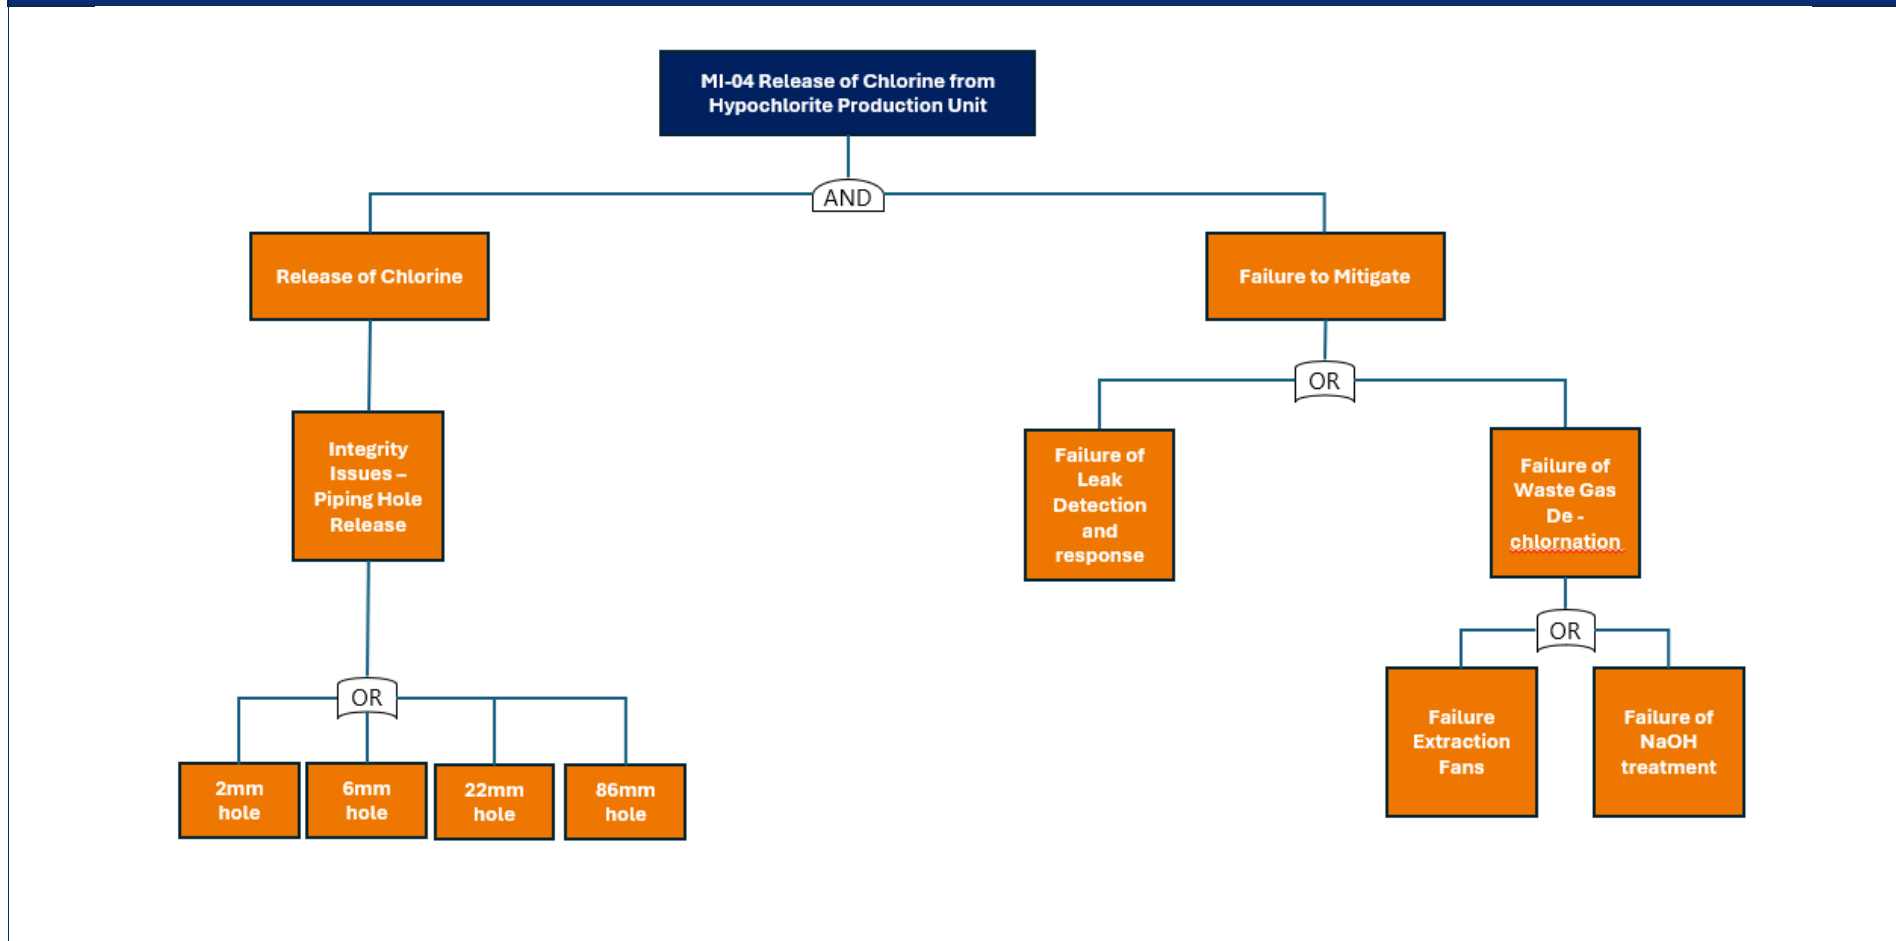 MI-04 Release of Chlorine from
Hypochlorite Production Unit
AND
Release of Chlorine
Failure to Mitigate
OR
Integrity
Issues –
Piping Hole
Release
Failure of
Leak
Detection
and
response
Failure of
Waste Gas
De -
chlornation
OR
Failure
Extraction
Fans
Failure of
NaOH
treatment
OR
2mm
hole
6mm
hole
22mm
hole
86mm
hole